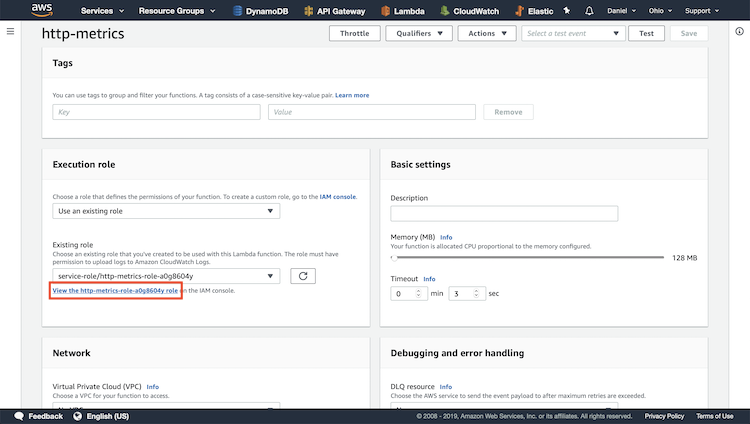 aws
Services
Resource Groups
DynamoDB
API Gateway
Lambda
CloudWatch
Elastic
Daniel
Ohio
Support
http-metrics
Throttle
Qualifiers
Actions
Select a test event
Test
Save
Tags
You can use tags to group and filter your functions. A tag consists of a case-sensitive key-value pair. Learn more
Key
Value
Remove
Execution role
Choose a role that defines the permissions of your function. To create a custom role, go to the IAM console.
Use an existing role
Existing role
Choose an existing role that you've created to be used with this Lambda function. The role must have
permission to upload logs to Amazon CloudWatch Logs.
service-role/http-metrics-role-a0g8604y
View the http-metrics-role-a0g8604y role on the IAM console.
Basic settings
Description
Memory (MB) Info
Your function is allocated CPU proportional to the memory configured.
128 MB
Timeout Info
0 min 3 sec
Network
Virtual Private Cloud (VPC) Info
Choose a VPC for your function to access.
Debugging and error handling
DLQ resource Info
Choose the AWS service to send the event payload to after maximum retries are exceeded.
Feedback
English (US)
© 2008 - 2019, Amazon Web Services, Inc. or its affiliates. All rights reserved.
Privacy Policy
Terms of Use